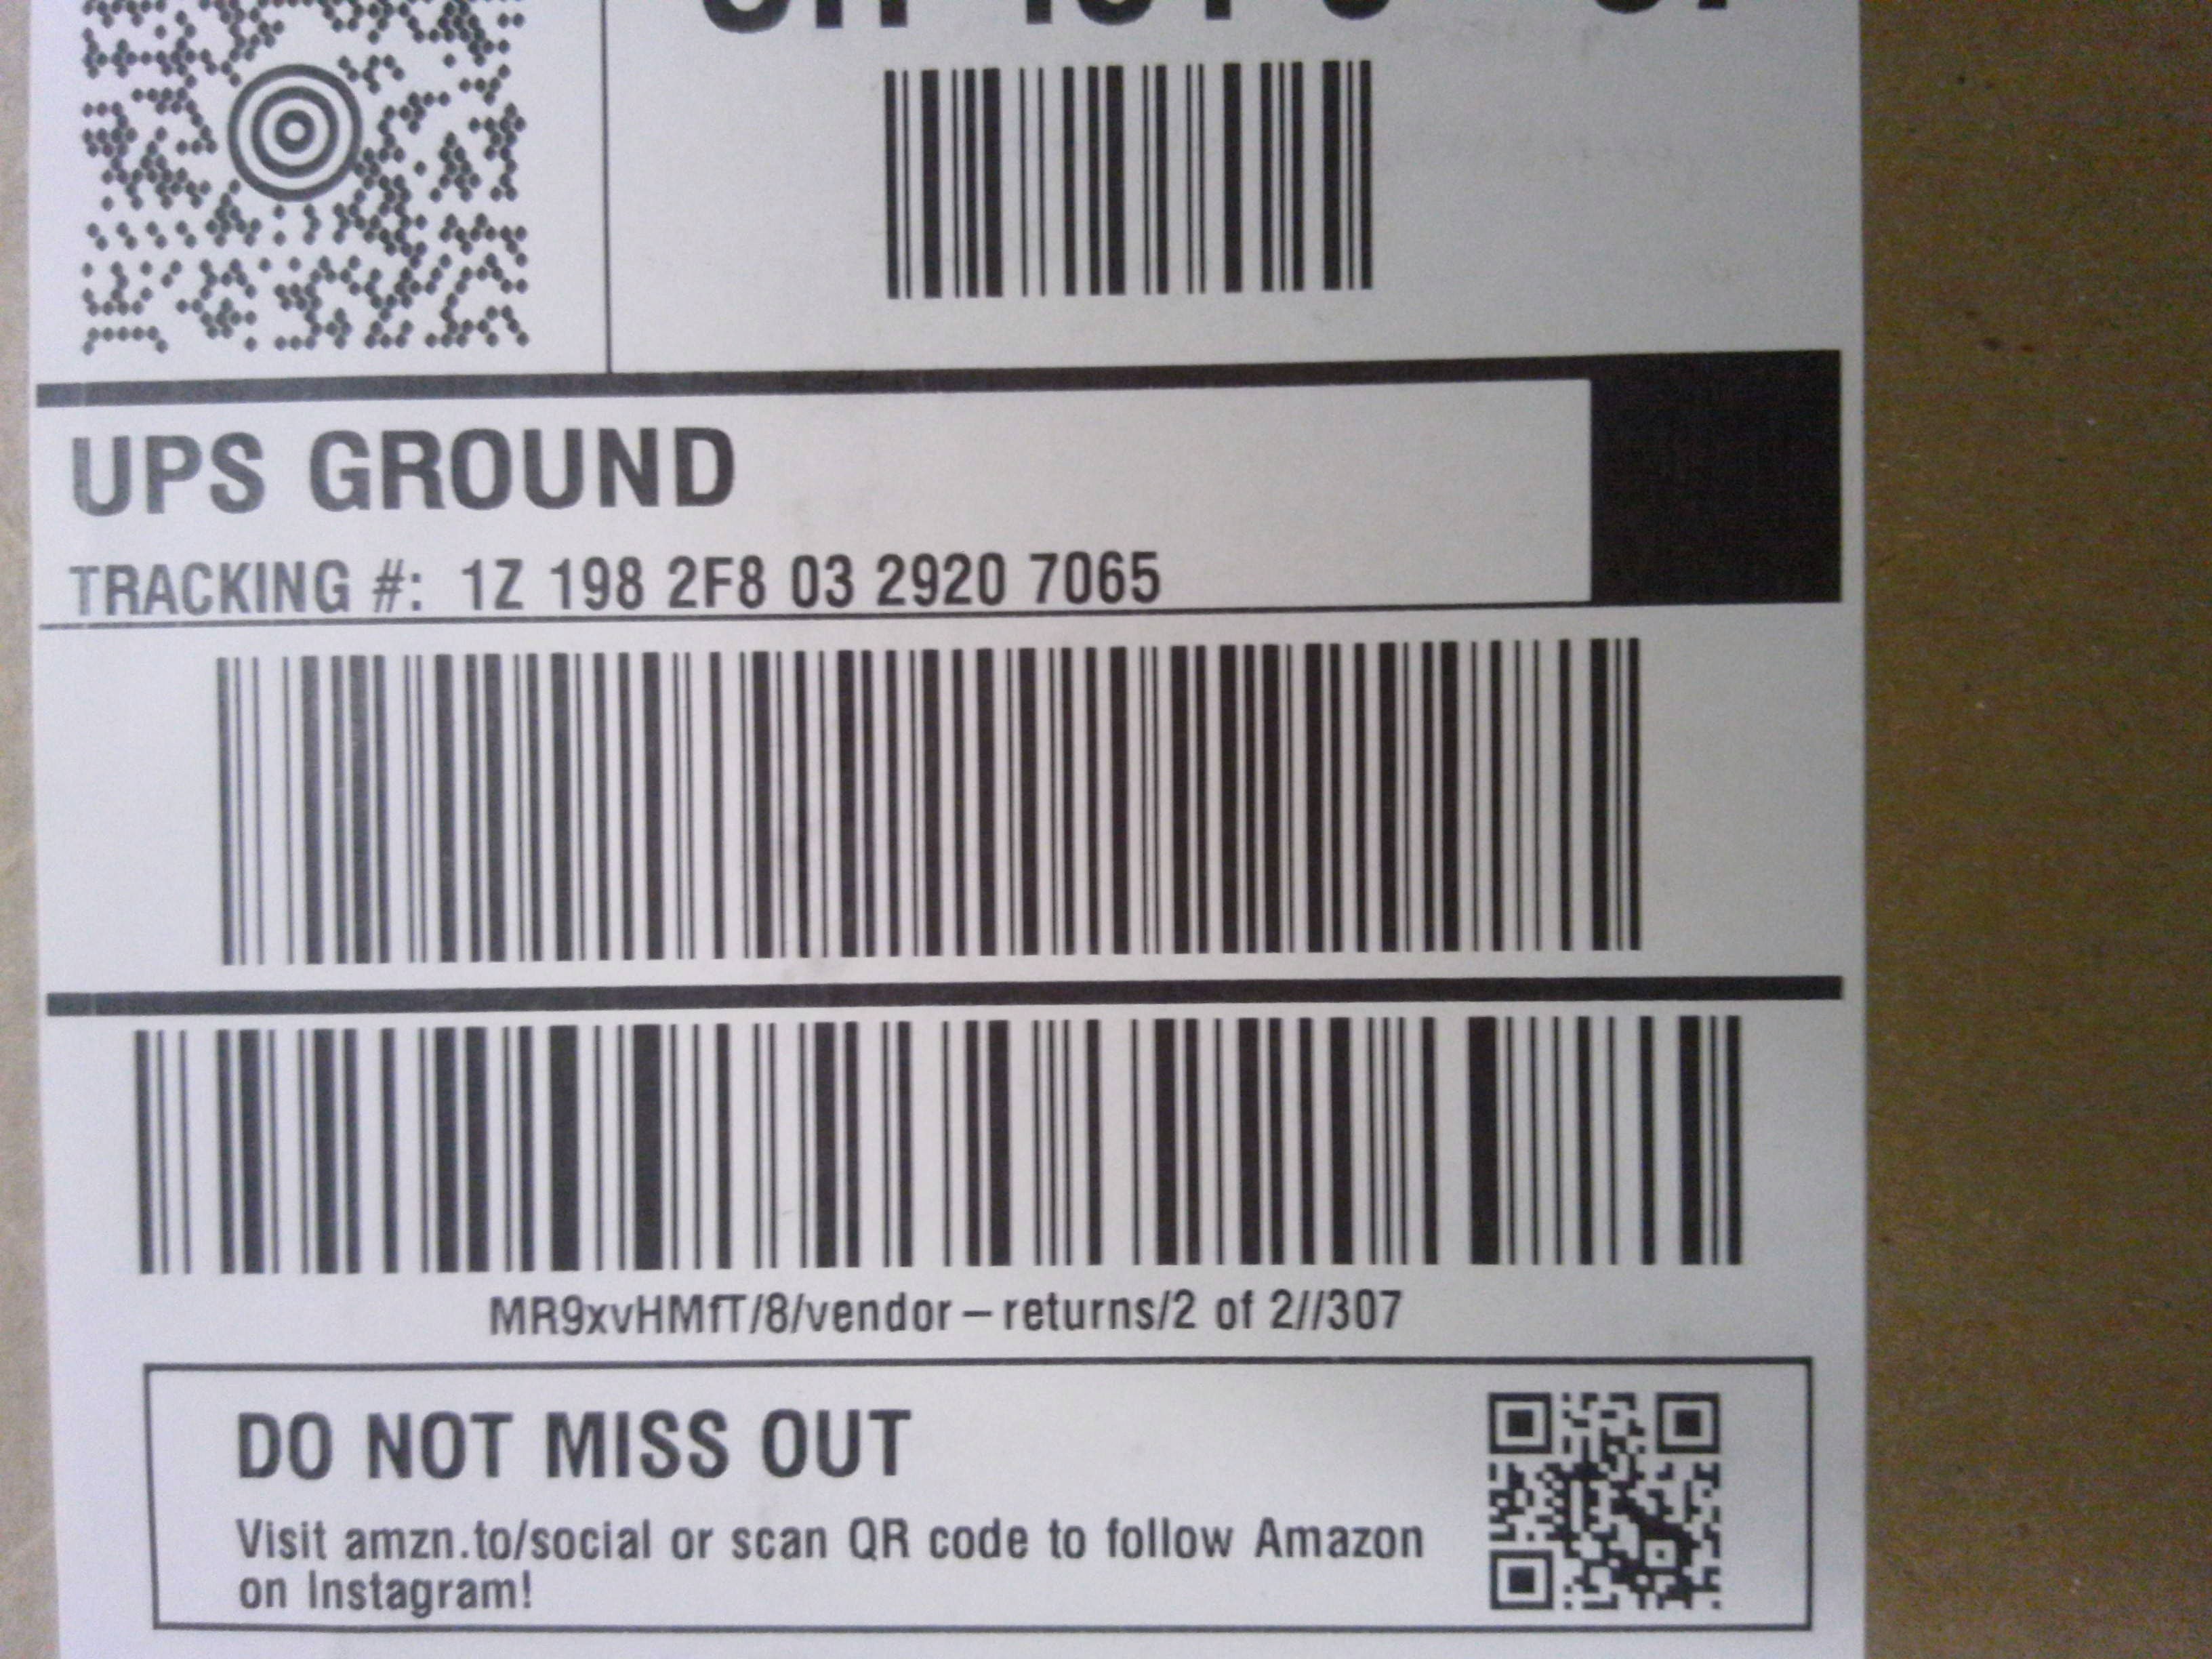 UPS GROUND
TRACKING #: 1Z 198 2F8 03 2920 7065
MR9xvHMfT/8/vendor – returns/2 of 2//307
DO NOT MISS OUT
Visit amzn.to/social or scan QR code to follow Amazon
on Instagram!